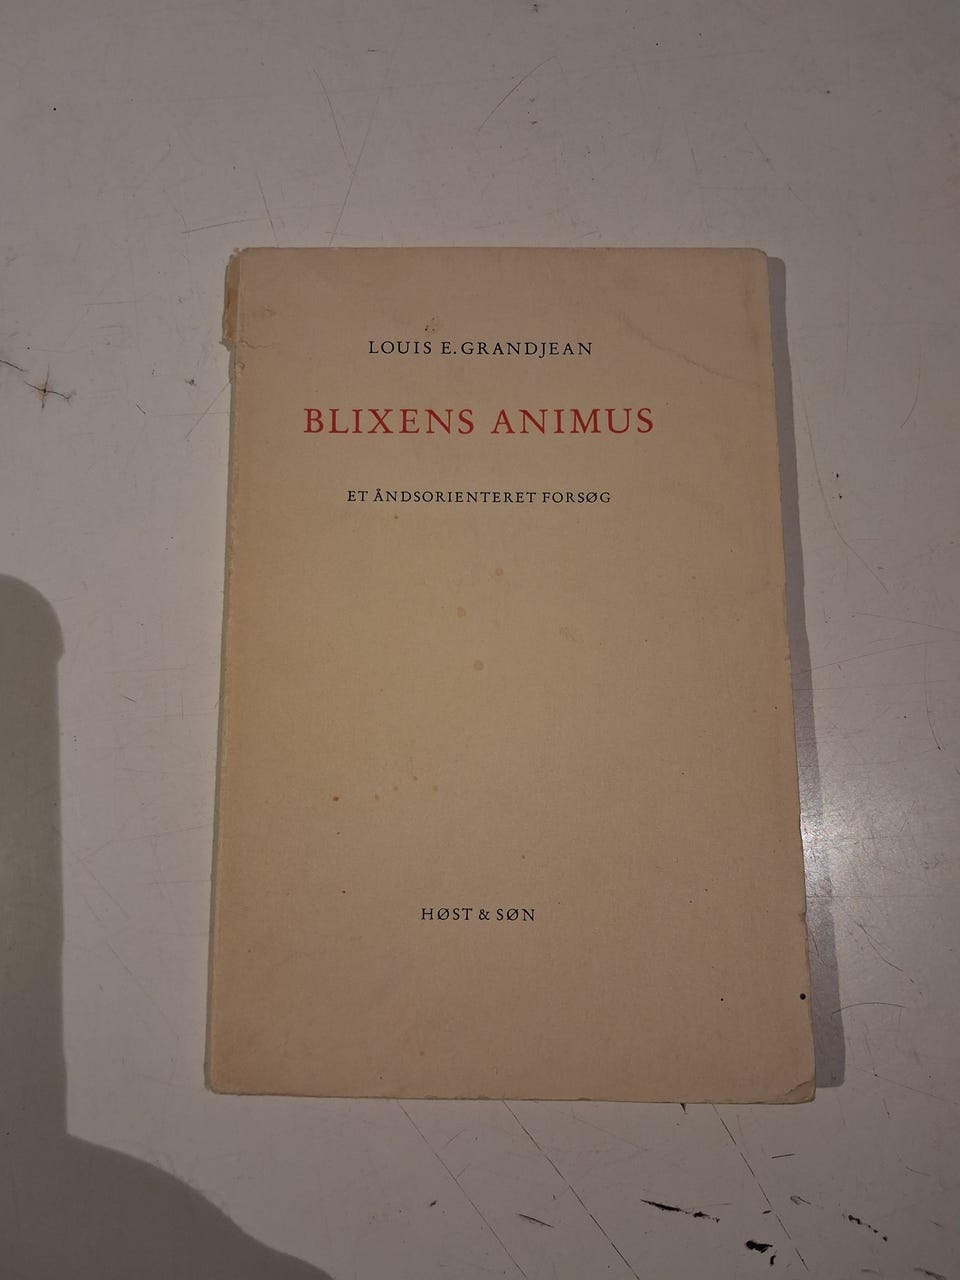 LOUIS E. GRANDJEAN
BLIXENS ANIMUS
ET ÅNDSORIENTERET FORSØG
HØST & SØN